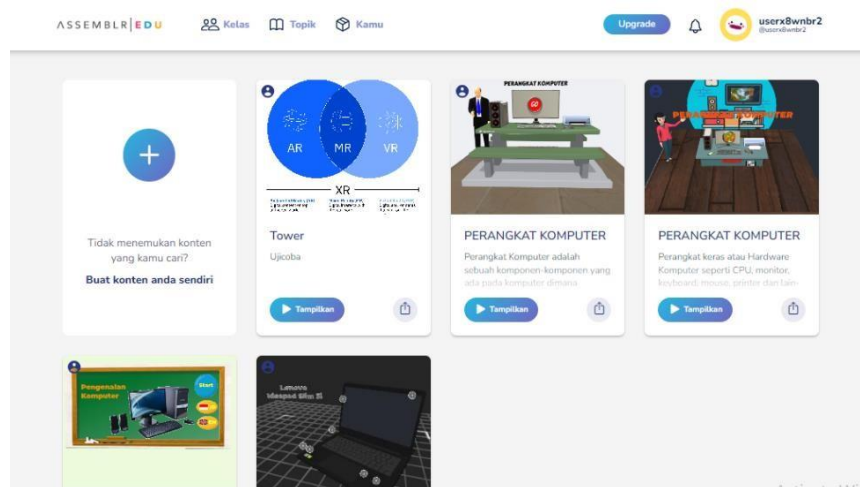 ASSEMBLR EDU
Kelas
Topik
Kamu
Upgrade
userx8wnbr2
@userx8wnbr2
Tidak menemukan konten
yang kamu cari?
Buat konten anda sendiri
AR
MR
VR
XR
Tower
Ujicoba
Tampilkan
PERANGKAT KOMPUTER
GO
PERANGKAT KOMPUTER
Perangkat Komputer adalah
sebuah komponen-komponen yang
ada pada komputer dimana
Tampilkan
PERANGKAT KOMPUTER
PERANGKAT KOMPUTER
Perangkat keras atau Hardware
Komputer seperti CPU, monitor,
keyboard, mouse, printer dan lain-
Tampilkan
Pengenalan
Komputer
Start
Lenovo